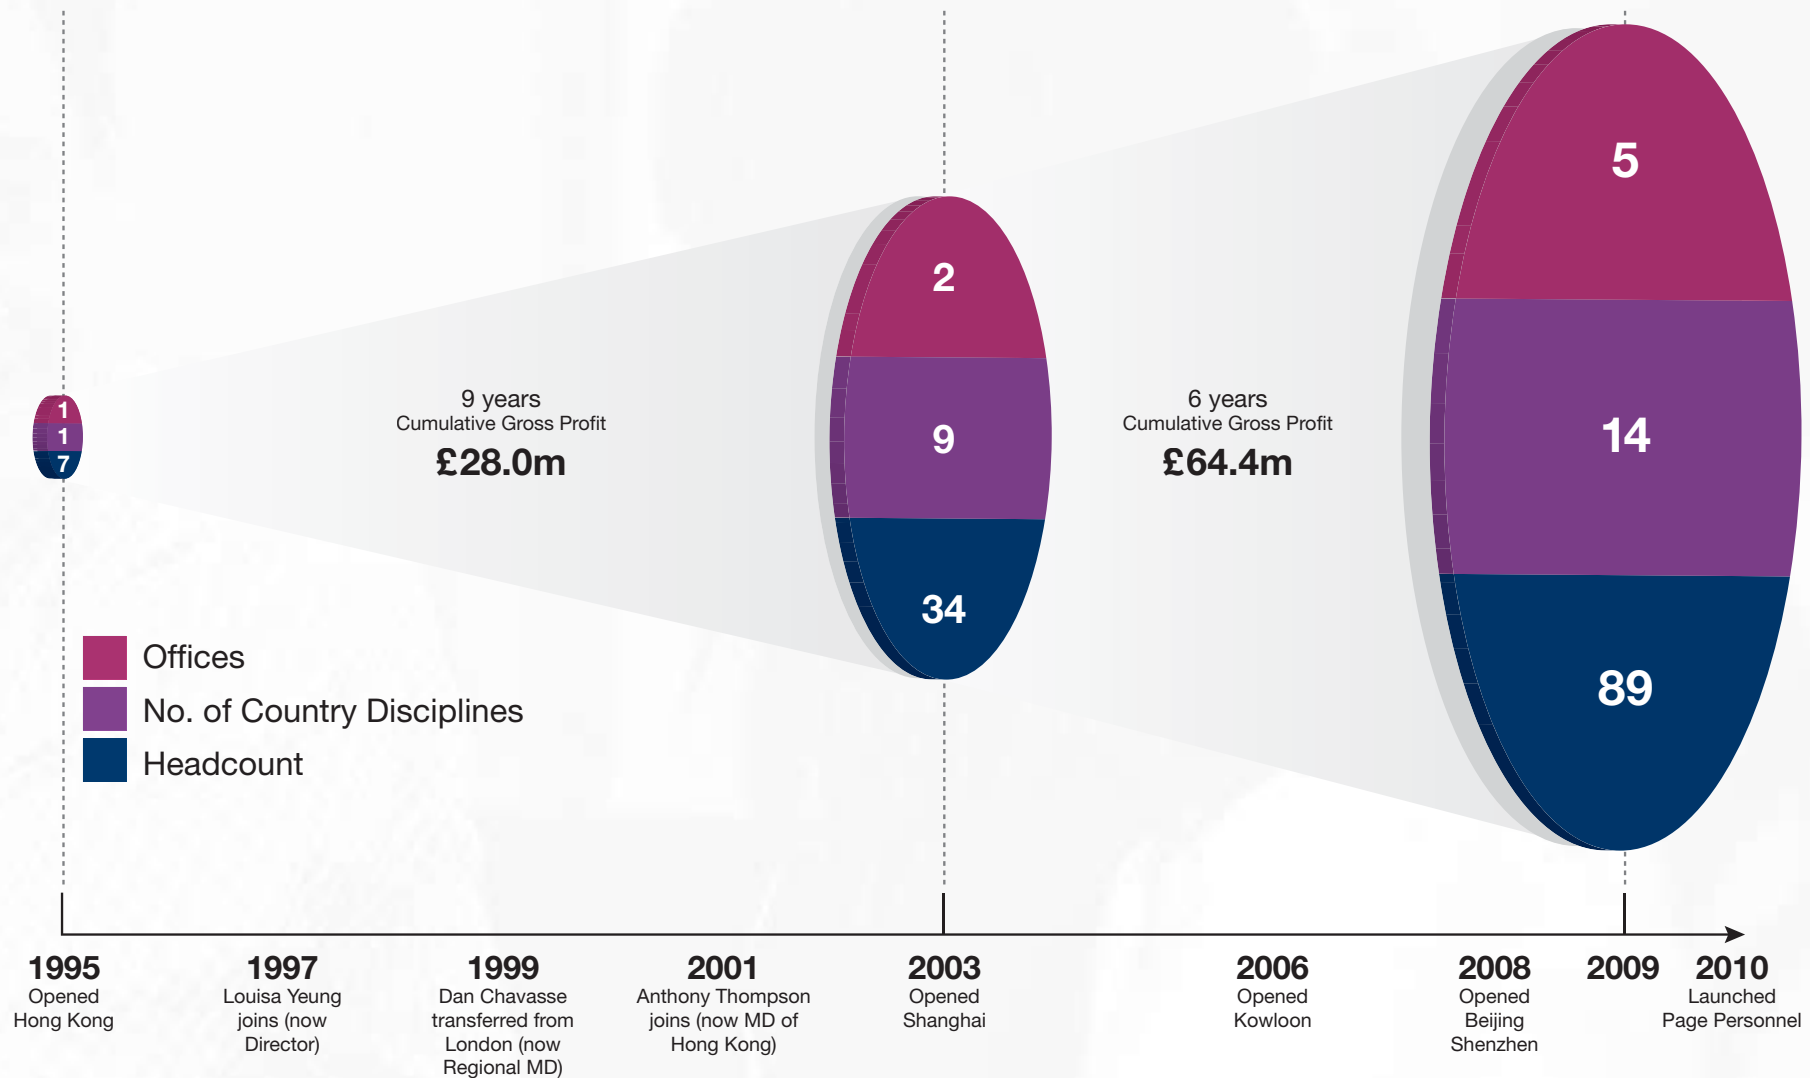 5
2
1
1
7
9 years
Cumulative Gross Profit
£28.0m
9
34
6 years
Cumulative Gross Profit
£64.4m
14
89
Offices
No. of Country Disciplines
Headcount
1995
Opened
Hong Kong
1997
Louisa Yeung
joins (now
Director)
1999
Dan Chavasse
transferred from
London (now
Regional MD)
2001
Anthony Thompson
joins (now MD of
Hong Kong)
2003
Opened
Shanghai
2006
Opened
Kowloon
2008
Opened
Beijing
Shenzhen
2009
2010
Launched
Page Personnel